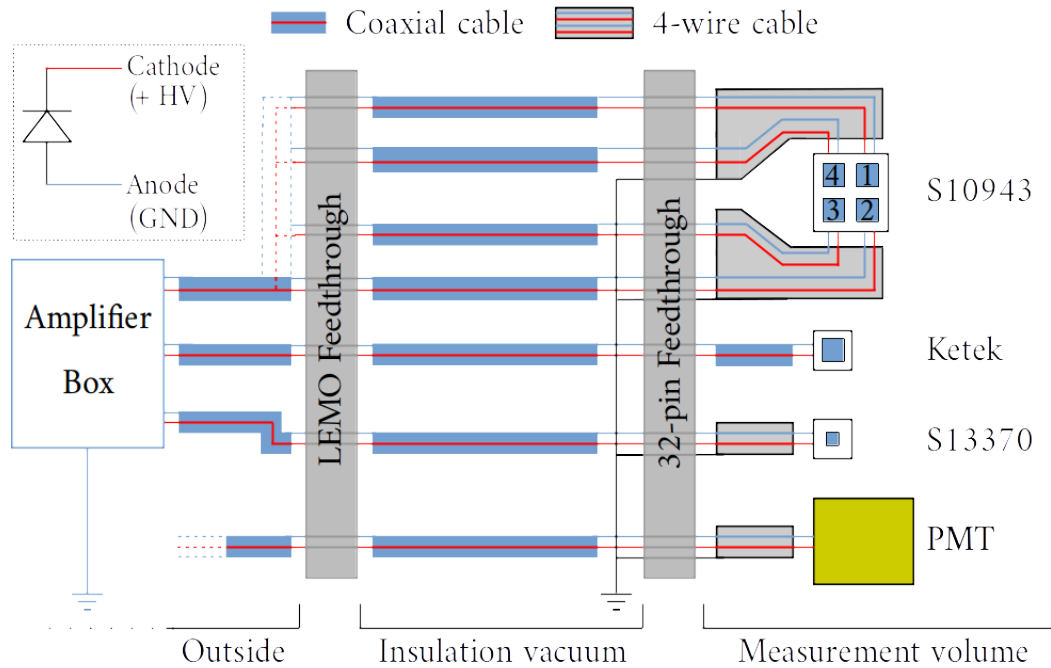 Coaxial cable
4-wire cable
Cathode
(+ HV)
Anode
(GND)
Amplifier
Box
LEMO Feedthrough
32-pin Feedthrough
4 1
3 2
S10943
Ketek
S13370
PMT
Outside
Insulation vacuum
Measurement volume